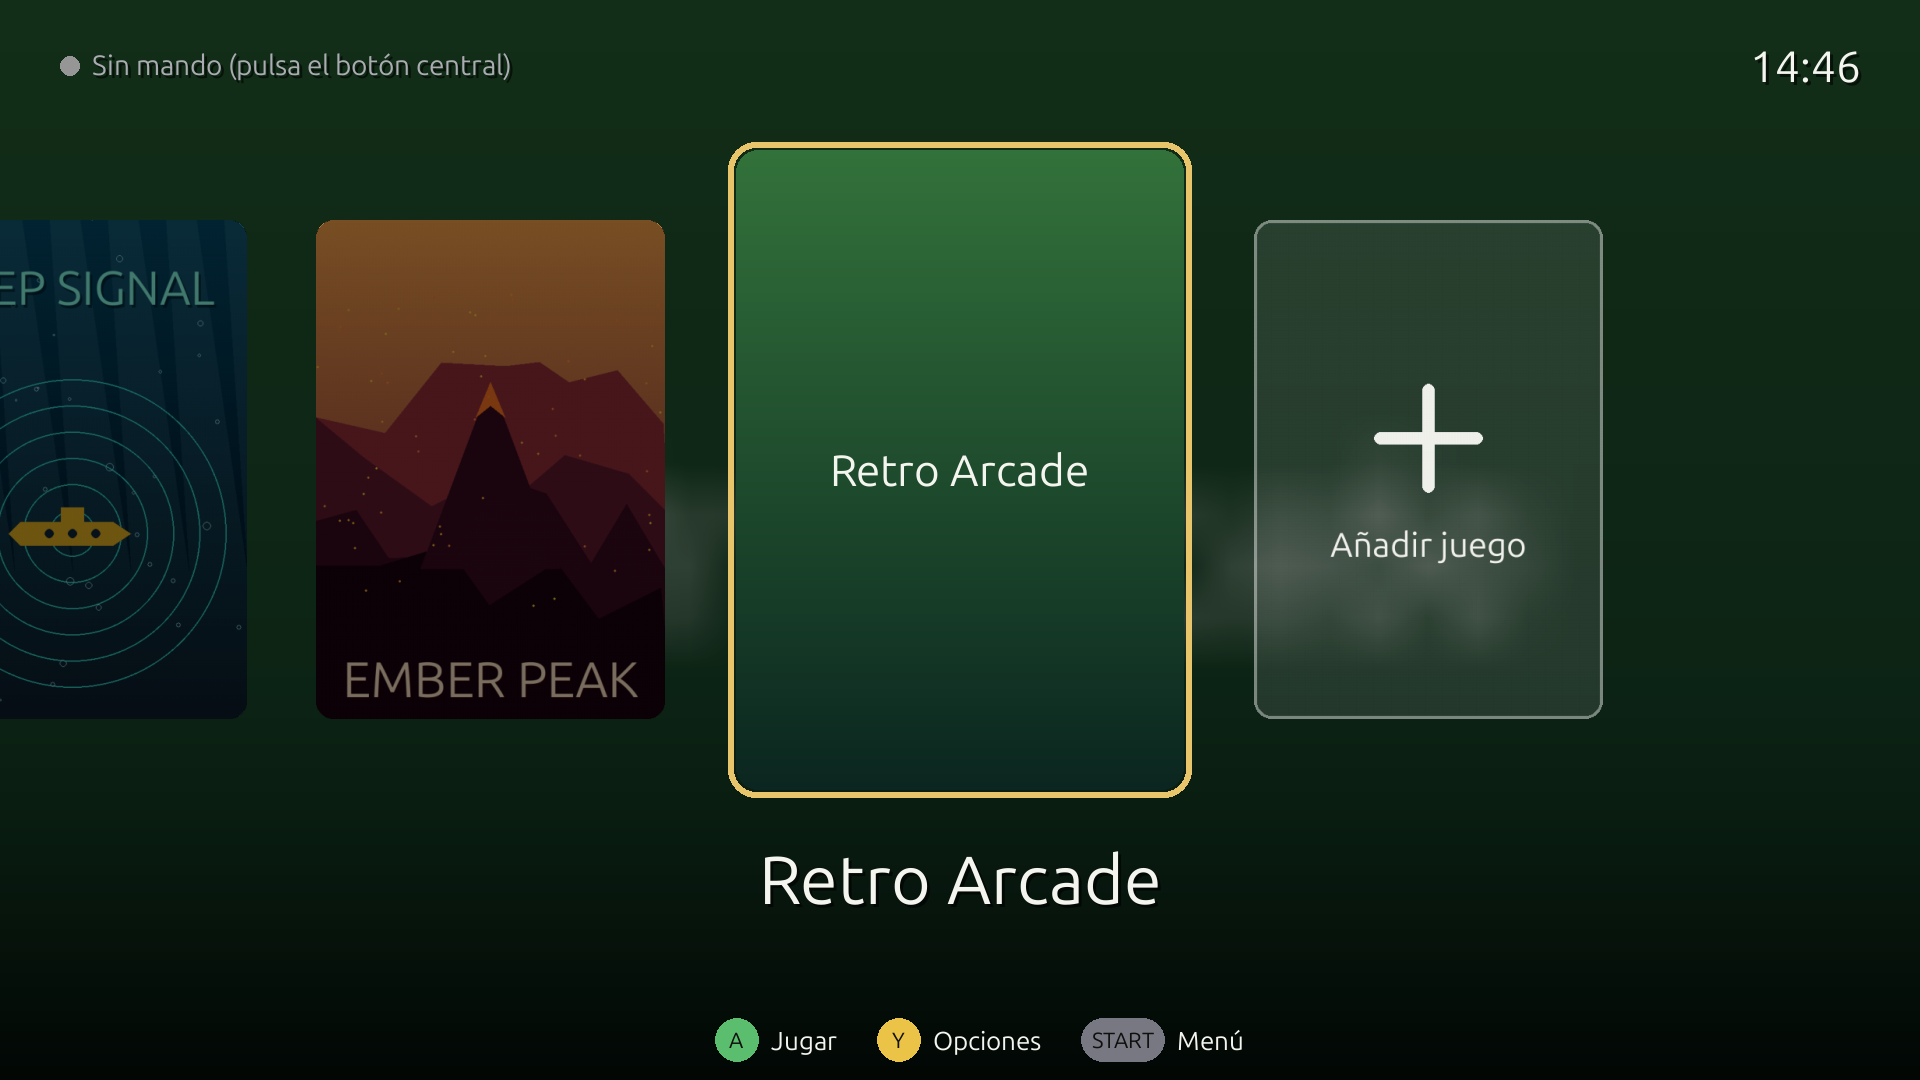 Sin mando (pulsa el botón central)
14:46
EP SIGNAL
EMBER PEAK
Retro Arcade
Añadir juego
Retro Arcade
A Jugar
Y Opciones
START Menú